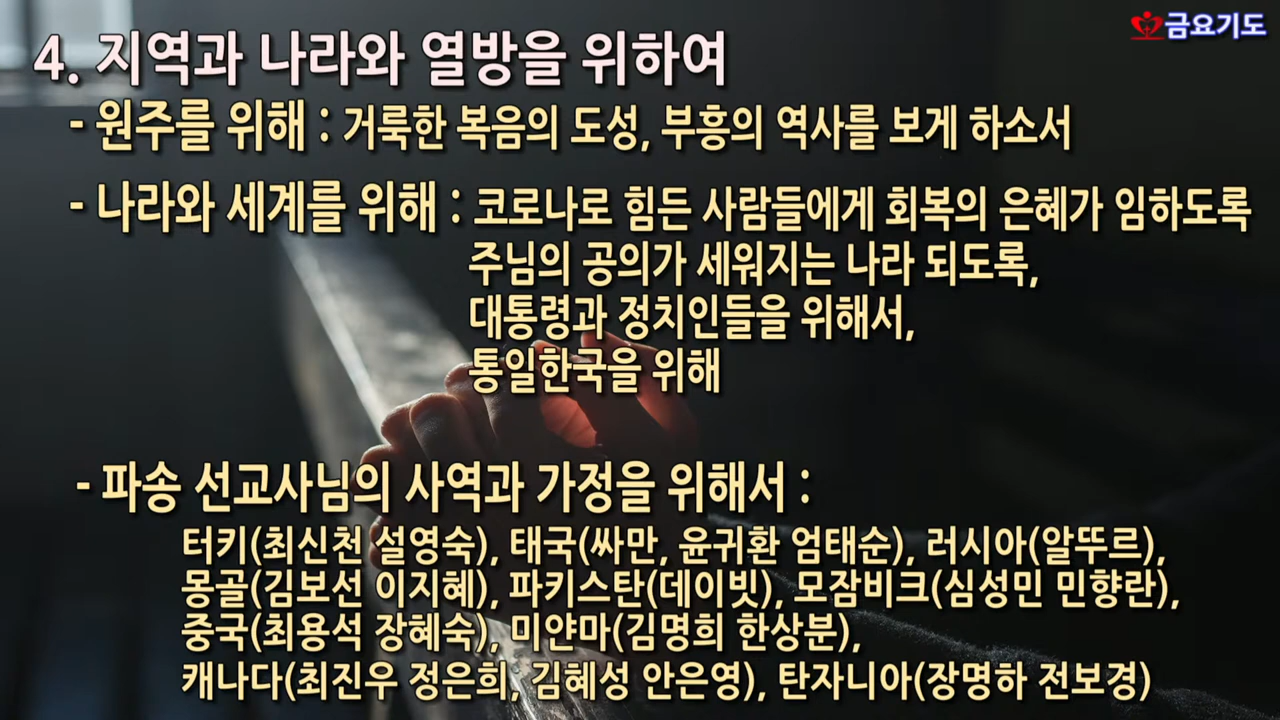 금요기도
4. 지역과 나라와 열방을 위하여
- 원주를 위해 : 거룩한 복음의 도성, 부흥의 역사를 보게 하소서
- 나라와 세계를 위해 : 코로나로 힘든 사람들에게 회복의 은혜가 임하도록
주님의 공의가 세워지는 나라 되도록,
대통령과 정치인들을 위해서,
통일한국을 위해
- 파송 선교사님의 사역과 가정을 위해서 :
터키(최신천 설영숙), 태국(싸만, 윤귀환 엄태순), 러시아(알뚜르),
몽골(김보선 이지혜), 파키스탄(데이빗), 모잠비크(심성민 민향란),
중국(최용석 장혜숙), 미얀마(김명희 한상분),
캐나다(최진우 정은희, 김혜성 안은영), 탄자니아(장명하 전보경)